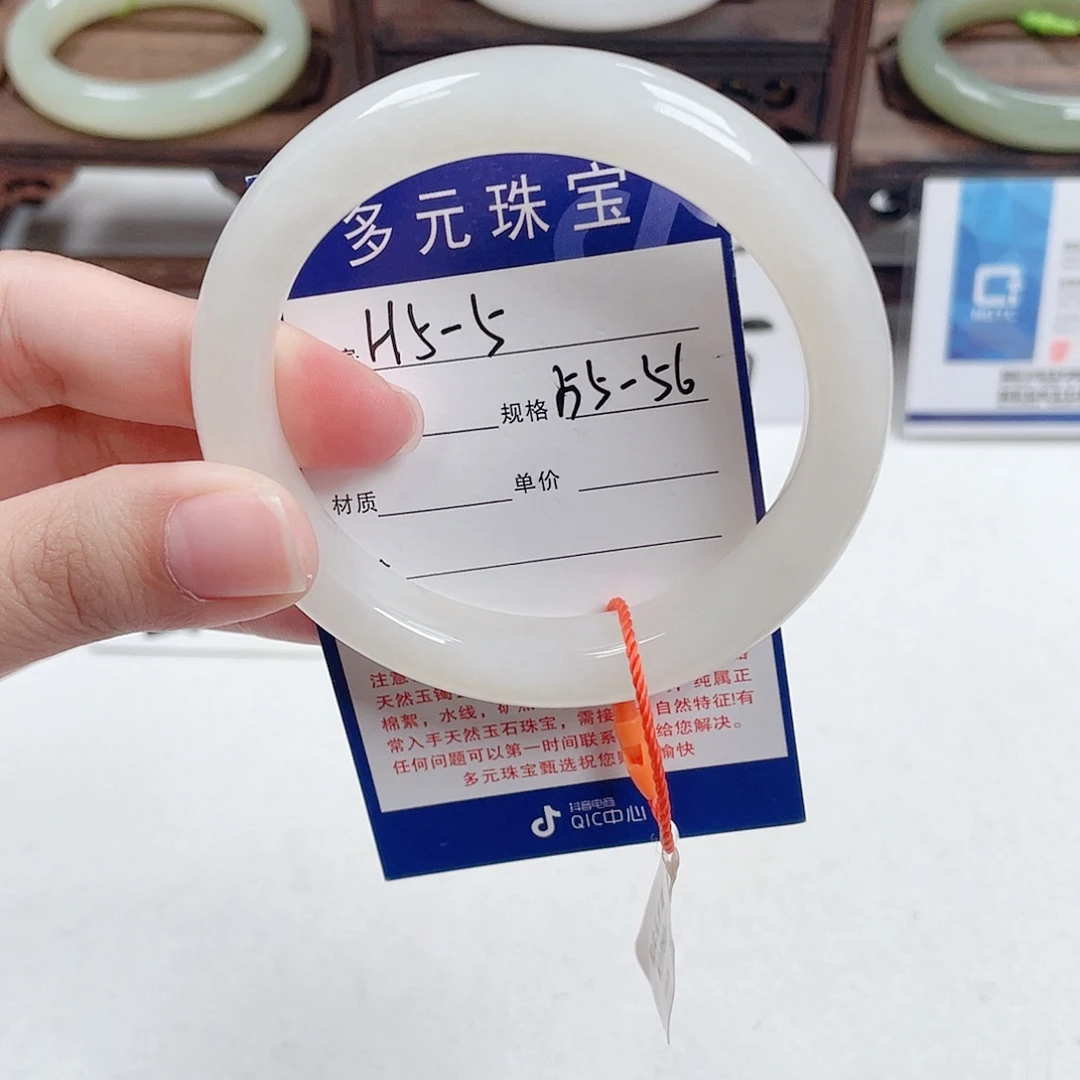 多元珠宝
H5-5
规格 55-56
材质 单价
注意
天然玉镯
棉絮，水线，矿 ，纯属正
常入手天然玉石珠宝，需接 自然特征!有
任何问题可以第一时间联系 给您解决。
多元珠宝甄选祝您 愉快
抖音电商
QIC中心